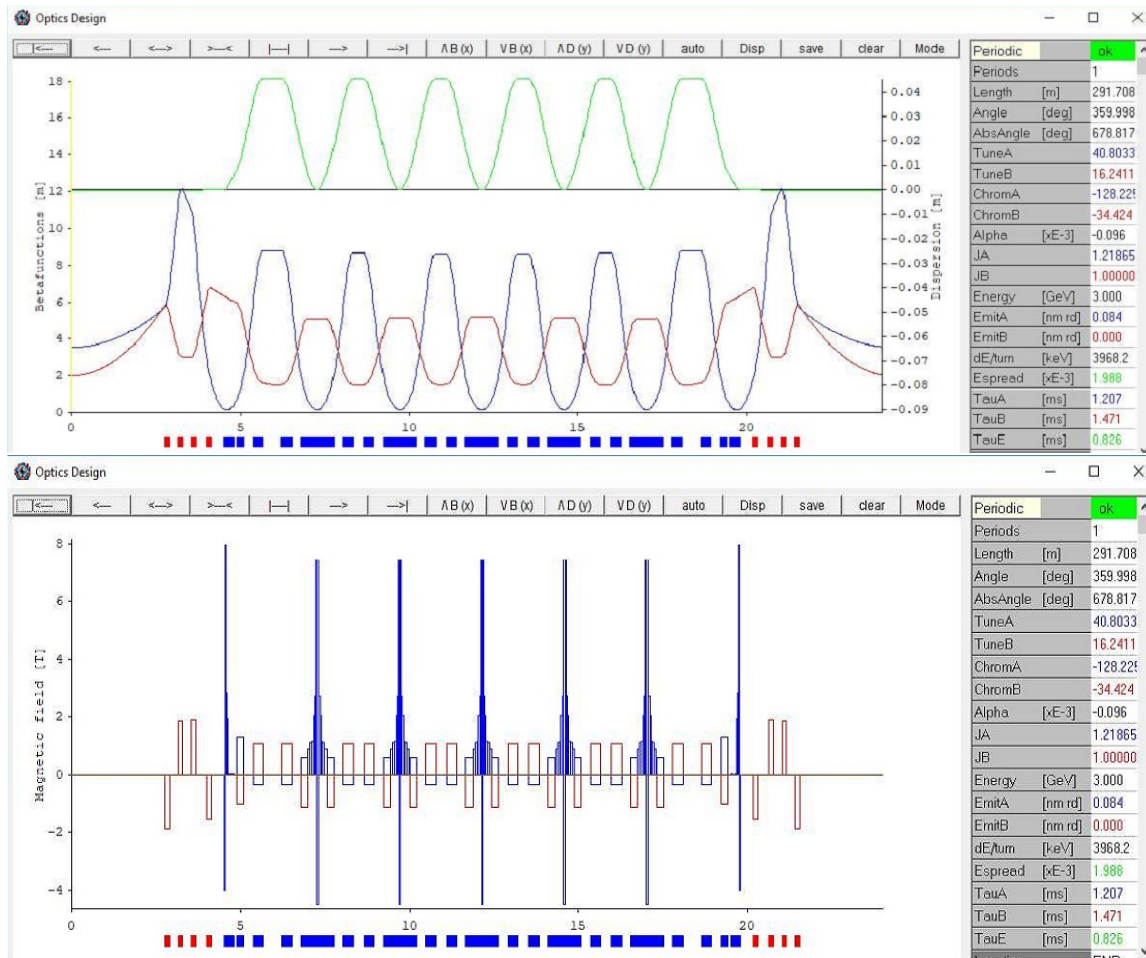 Optics Design
|<--- <--- <---> >---< |---| ---> --->| Λ B (x) V B (x) Λ D (y) V D (y) auto Disp save clear Mode
Periodic ok
Periods 1
Length [m] 291.708
Angle [deg] 359.998
AbsAngle [deg] 678.817
TuneA 40.8033
TuneB 16.2411
ChromA -128.225
ChromB -34.424
Alpha [xE-3] -0.096
JA 1.21865
JB 1.00000
Energy [GeV] 3.000
EmitA [nm rd] 0.084
EmitB [nm rd] 0.000
dE/turn [keV] 3968.2
Espread [xE-3] 1.988
TauA [ms] 1.207
TauB [ms] 1.471
TauE [ms] 0.826
Betafunctions [m]
18
16
14
12
10
8
6
4
2
0
0 5 10 15 20
Dispersion [m]
0.04
0.03
0.02
0.01
0.00
-0.01
-0.02
-0.03
-0.04
-0.05
-0.06
-0.07
-0.08
-0.09
Optics Design
|<--- <--- <---> >---< |---| ---> --->| Λ B (x) V B (x) Λ D (y) V D (y) auto Disp save clear Mode
Periodic ok
Periods 1
Length [m] 291.708
Angle [deg] 359.998
AbsAngle [deg] 678.817
TuneA 40.8033
TuneB 16.2411
ChromA -128.225
ChromB -34.424
Alpha [xE-3] -0.096
JA 1.21865
JB 1.00000
Energy [GeV] 3.000
EmitA [nm rd] 0.084
EmitB [nm rd] 0.000
dE/turn [keV] 3968.2
Espread [xE-3] 1.988
TauA [ms] 1.207
TauB [ms] 1.471
TauE [ms] 0.826
Magnetic field [T]
8
6
4
2
0
-2
-4
0 5 10 15 20